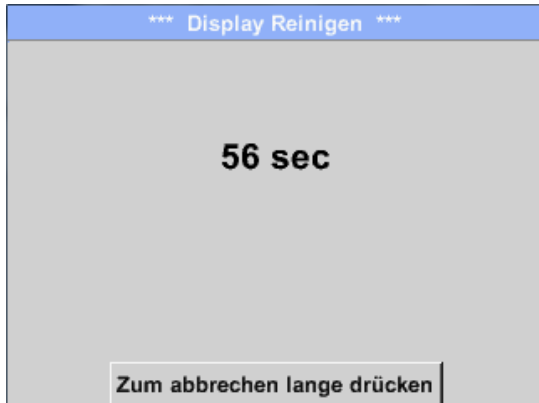 *** Display Reinigen ***
56 sec
Zum abbrechen lange drücken